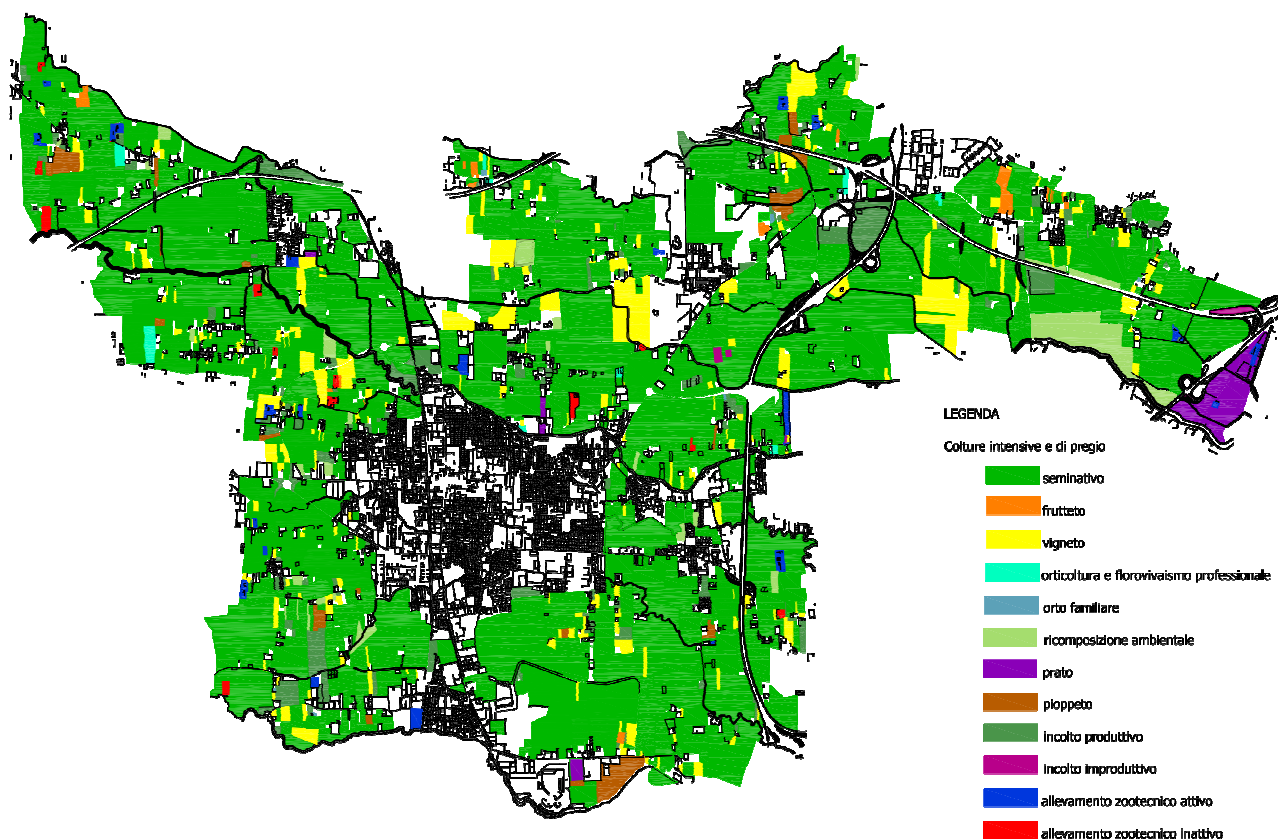 LEGENDA
Colture intensive e di pregio
seminativo
frutteto
vigneto
orticoltura e florovivaismo professionale
orto familiare
ricomposizione ambientale
prato
pioppeto
incolto produttivo
incolto improduttivo
allevamento zootecnico attivo
allevamento zootecnico inattivo